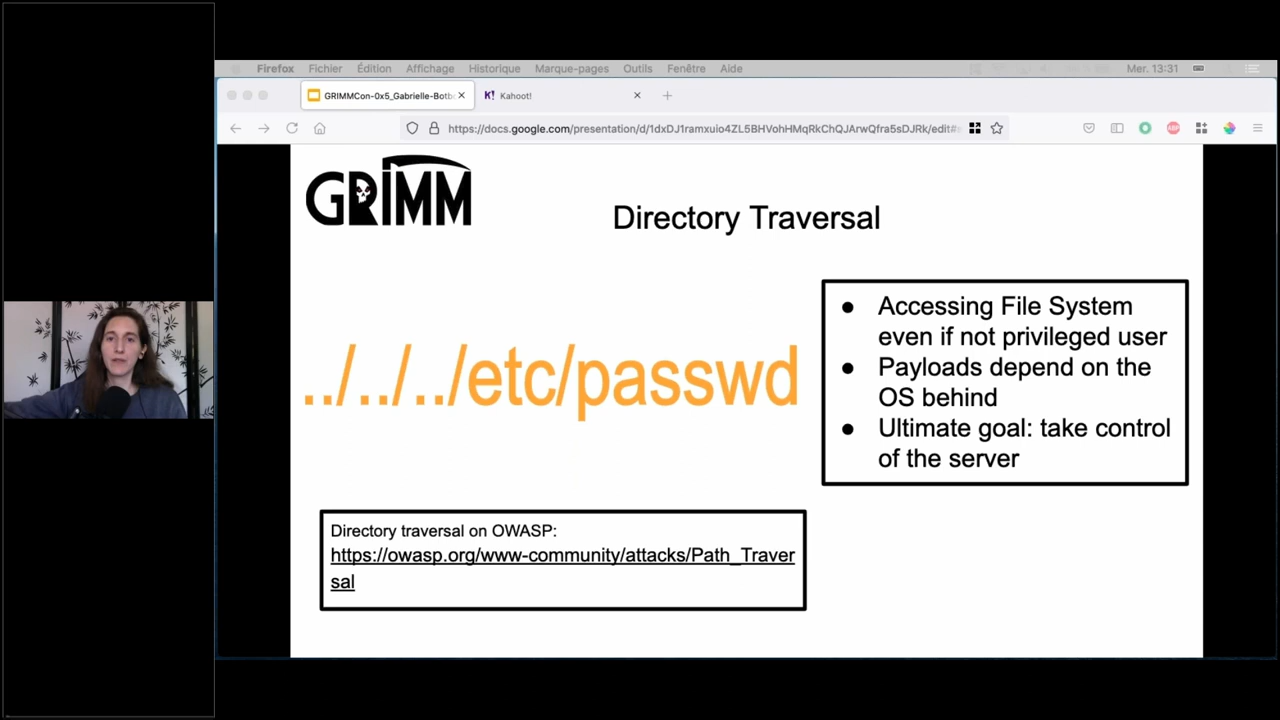 Firefox Fichier Édition Affichage Historique Marque-pages Outils Fenêtre Aide Mer. 13:31
GRIMMCon-0x5_Gabrielle-Botb
K! Kahoot!
https://docs.google.com/presentation/d/1dxDJ1ramxuio4ZL5BHVohHMqRkChQJArwQfra5sDJRk/edit#
ABP
GRIMM
Directory Traversal
../../../etc/passwd
● Accessing File System
even if not privileged user
● Payloads depend on the
OS behind
● Ultimate goal: take control
of the server
Directory traversal on OWASP:
https://owasp.org/www-community/attacks/Path_Traver
sal